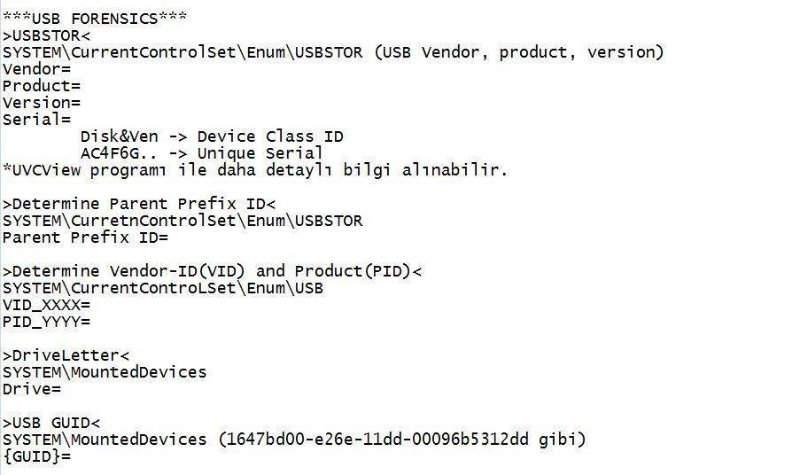 ***USB FORENSICS***
>USBSTOR<
SYSTEM\CurrentControlSet\Enum\USBSTOR (USB Vendor, product, version)
Vendor=
Product=
Version=
Serial=
Disk&Ven -> Device Class ID
AC4F6G.. -> Unique Serial
*UVCView programı ile daha detaylı bilgi alınabilir.
>Determine Parent Prefix ID<
SYSTEM\CurretnControlSet\Enum\USBSTOR
Parent Prefix ID=
>Determine Vendor-ID(VID) and Product(PID)<
SYSTEM\CurrentControLSet\Enum\USB
VID_XXXX=
PID_YYYY=
>DriveLetter<
SYSTEM\MountedDevices
Drive=
>USB GUID<
SYSTEM\MountedDevices (1647bd00-e26e-11dd-00096b5312dd gibi)
{GUID}=